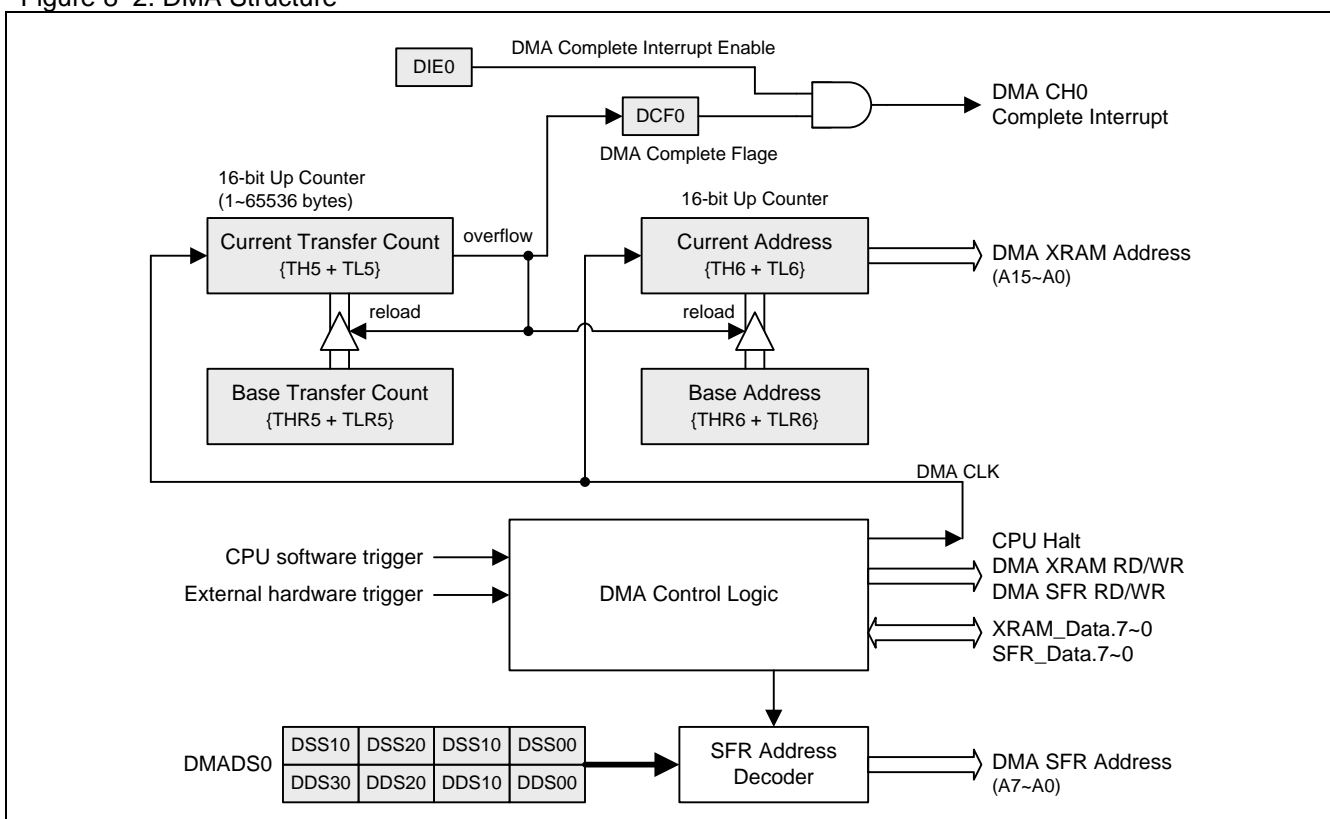 Figure 8-2. DMA Structure
DMA Complete Interrupt Enable
DIE0
DMA CH0
Complete Interrupt
DCF0
DMA Complete Flage
16-bit Up Counter
(1~65536 bytes)
16-bit Up Counter
Current Transfer Count
{TH5 + TL5}
overflow
Current Address
{TH6 + TL6}
DMA XRAM Address
(A15~A0)
reload
reload
Base Transfer Count
{THR5 + TLR5}
Base Address
{THR6 + TLR6}
DMA CLK
CPU software trigger
External hardware trigger
DMA Control Logic
CPU Halt
DMA XRAM RD/WR
DMA SFR RD/WR
XRAM_Data.7~0
SFR_Data.7~0
DMADS0
DSS10 DSS20 DSS10 DSS00
DDS30 DDS20 DDS10 DDS00
SFR Address
Decoder
DMA SFR Address
(A7~A0)